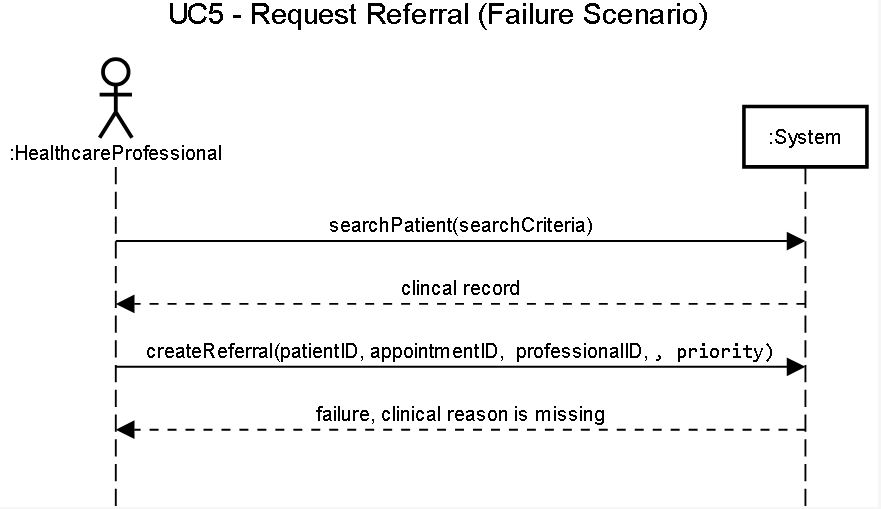 UC5 - Request Referral (Failure Scenario)
:HealthcareProfessional
:System
searchPatient(searchCriteria)
clincal record
createReferral(patientID, appointmentID, professionalID, , priority)
failure, clinical reason is missing